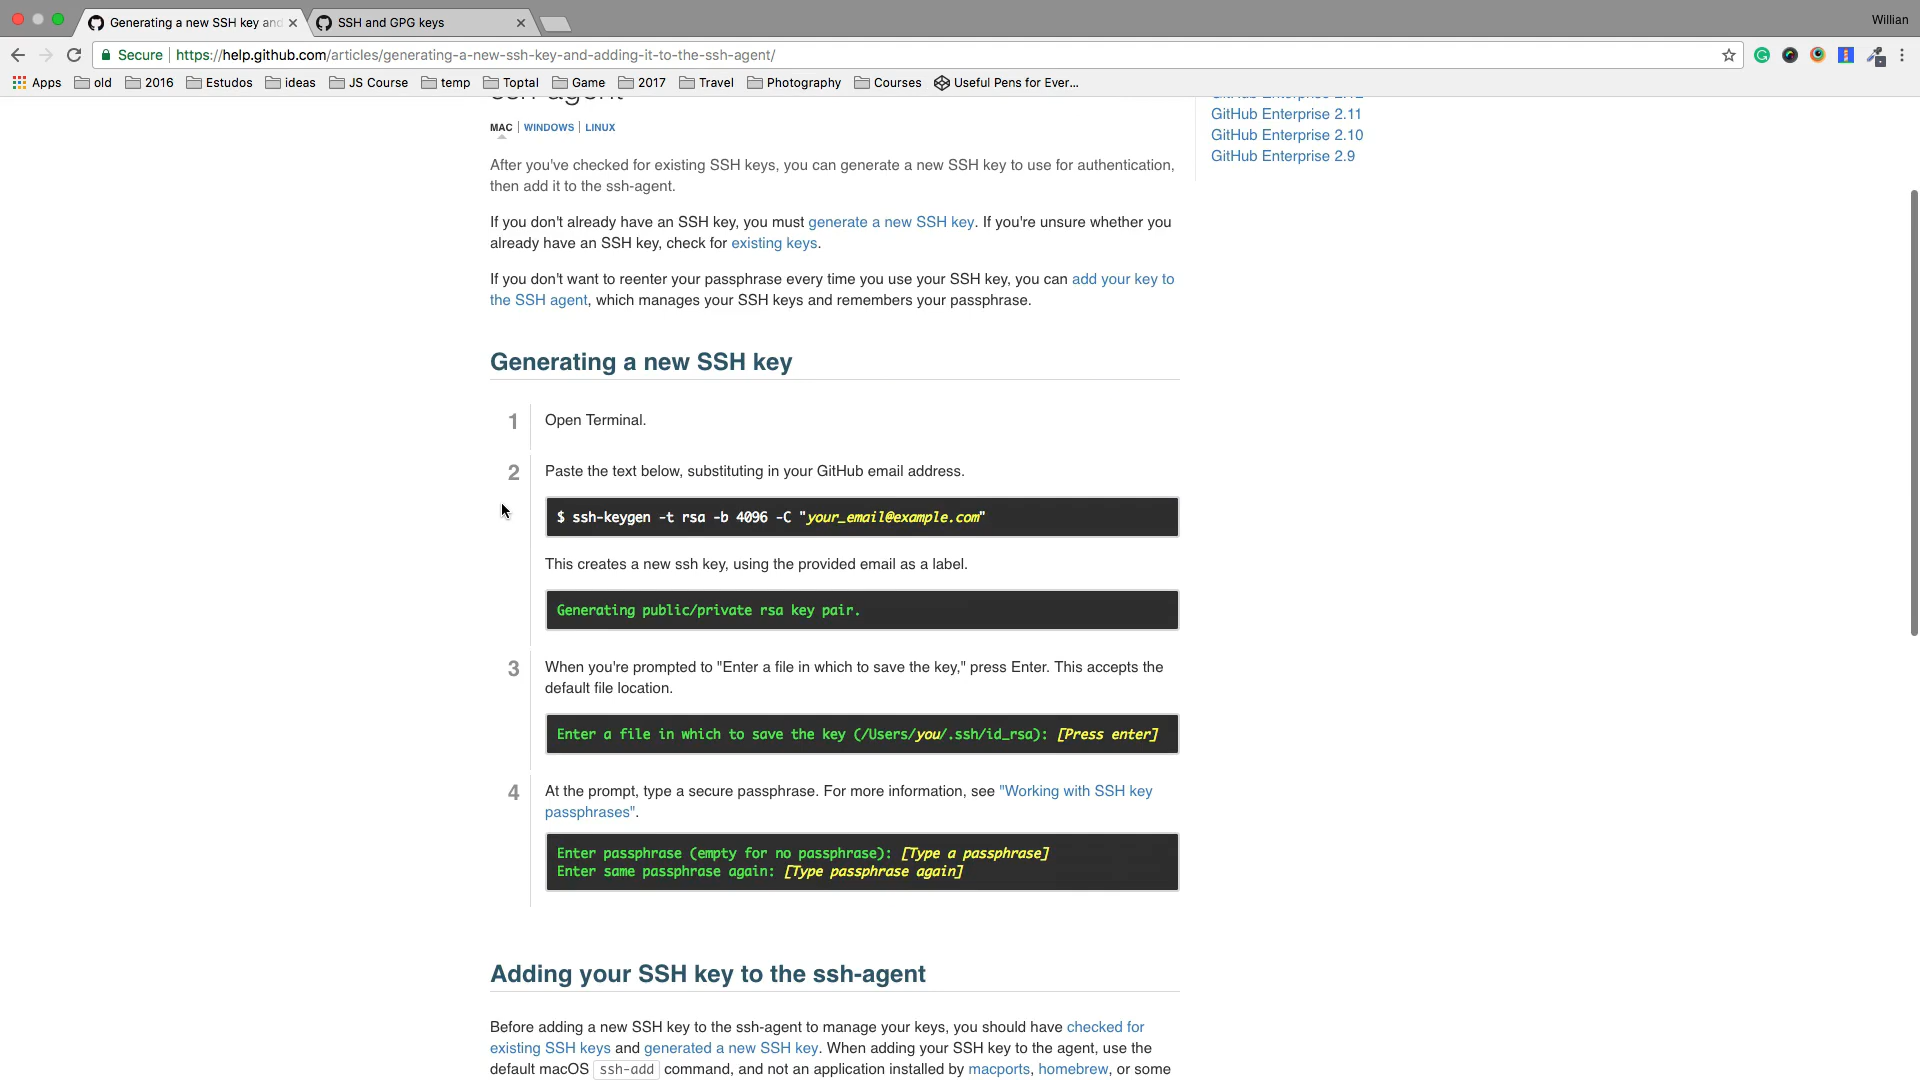 Generating a new SSH key and
SSH and GPG keys
Willian
Secure https://help.github.com/articles/generating-a-new-ssh-key-and-adding-it-to-the-ssh-agent/
Apps old 2016 Estudos ideas JS Course temp Toptal Game 2017 Travel Photography Courses Useful Pens for Ever...
ssh-agent
GitHub Enterprise 2.12
GitHub Enterprise 2.11
GitHub Enterprise 2.10
GitHub Enterprise 2.9
MAC | WINDOWS | LINUX
After you've checked for existing SSH keys, you can generate a new SSH key to use for authentication,
then add it to the ssh-agent.
If you don't already have an SSH key, you must generate a new SSH key. If you're unsure whether you
already have an SSH key, check for existing keys.
If you don't want to reenter your passphrase every time you use your SSH key, you can add your key to
the SSH agent, which manages your SSH keys and remembers your passphrase.
Generating a new SSH key
1 Open Terminal.
2 Paste the text below, substituting in your GitHub email address.
$ ssh-keygen -t rsa -b 4096 -C "your_email@example.com"
This creates a new ssh key, using the provided email as a label.
Generating public/private rsa key pair.
3 When you're prompted to "Enter a file in which to save the key," press Enter. This accepts the
default file location.
Enter a file in which to save the key (/Users/you/.ssh/id_rsa): [Press enter]
4 At the prompt, type a secure passphrase. For more information, see "Working with SSH key
passphrases".
Enter passphrase (empty for no passphrase): [Type a passphrase]
Enter same passphrase again: [Type passphrase again]
Adding your SSH key to the ssh-agent
Before adding a new SSH key to the ssh-agent to manage your keys, you should have checked for
existing SSH keys and generated a new SSH key. When adding your SSH key to the agent, use the
default macOS ssh-add command, and not an application installed by macports, homebrew, or some